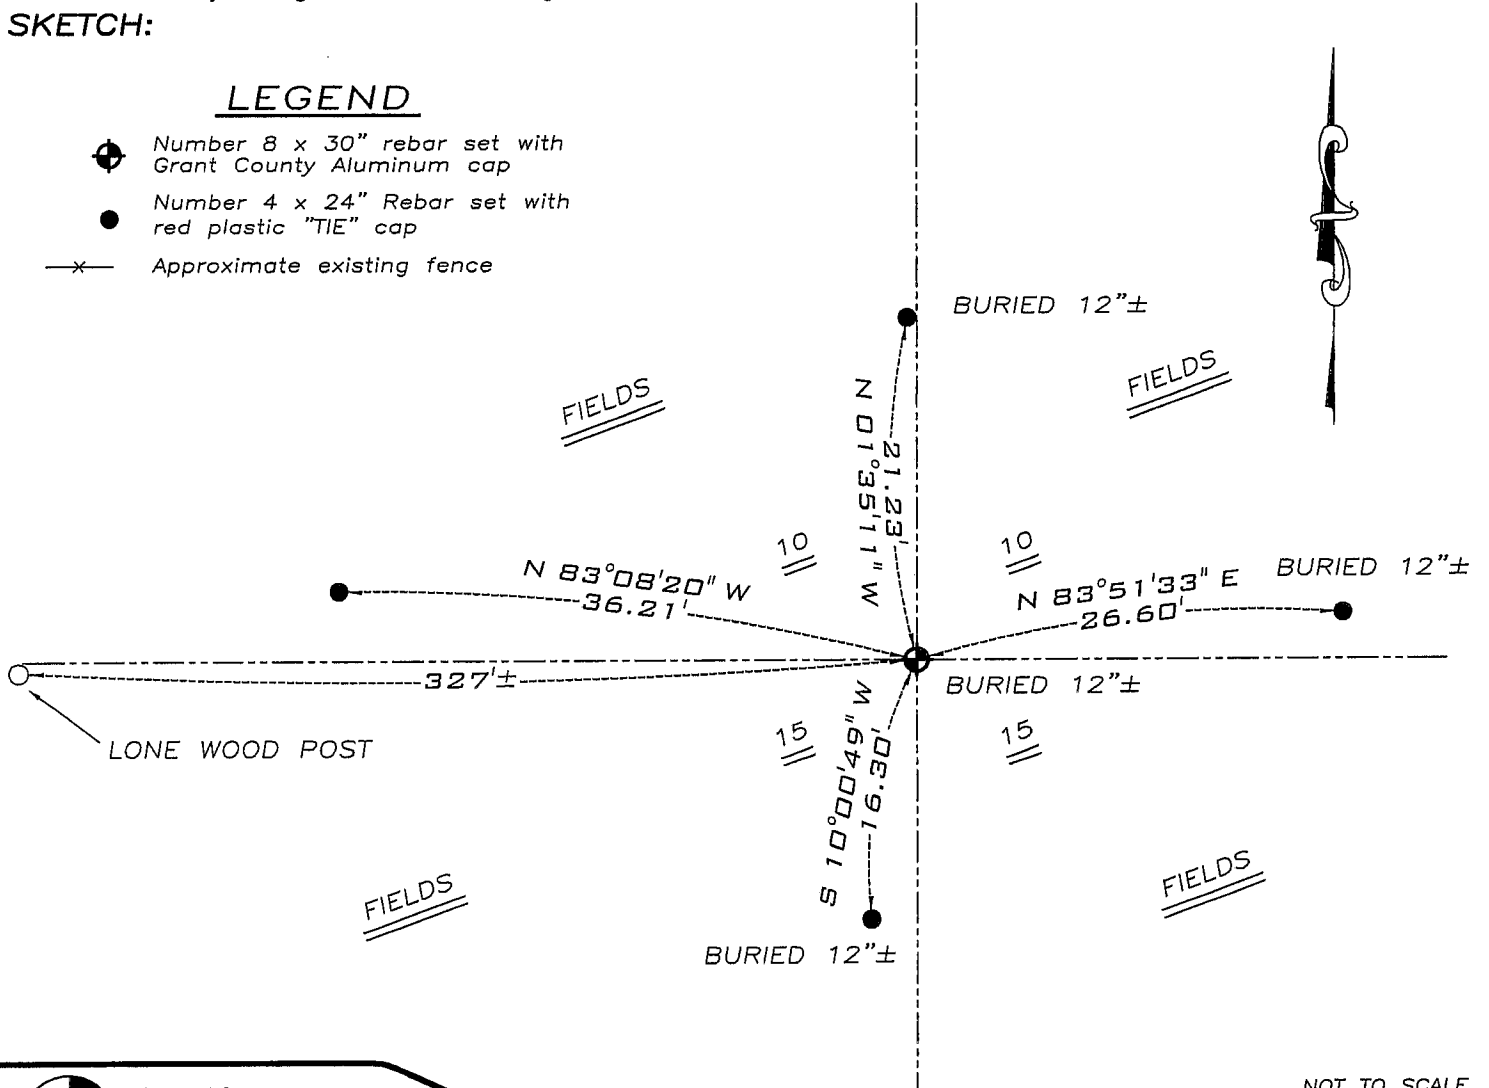 SKETCH:
LEGEND
Number 8 x 30" rebar set with
Grant County Aluminum cap
Number 4 x 24" Rebar set with
red plastic "TIE" cap
Approximate existing fence
BURIED 12"±
FIELDS
FIELDS
N 01°35'11" W
21.23'
10
10
BURIED 12"±
N 83°08'20" W
36.21'
N 83°51'33" E
26.60'
327'±
BURIED 12"±
LONE WOOD POST
15
15
S 10°00'49" W
16.30'
FIELDS
FIELDS
BURIED 12"±
NOT TO SCALE